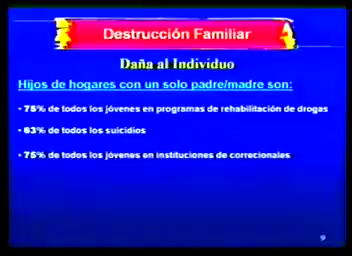 Destrucción Familiar
Daña al Individuo
Hijos de hogares con un solo padre/madre son:
• 75% de todos los jóvenes en programas de rehabilitación de drogas
• 63% de todos los suicidios
• 75% de todos los jóvenes en instituciones de correcionales
9